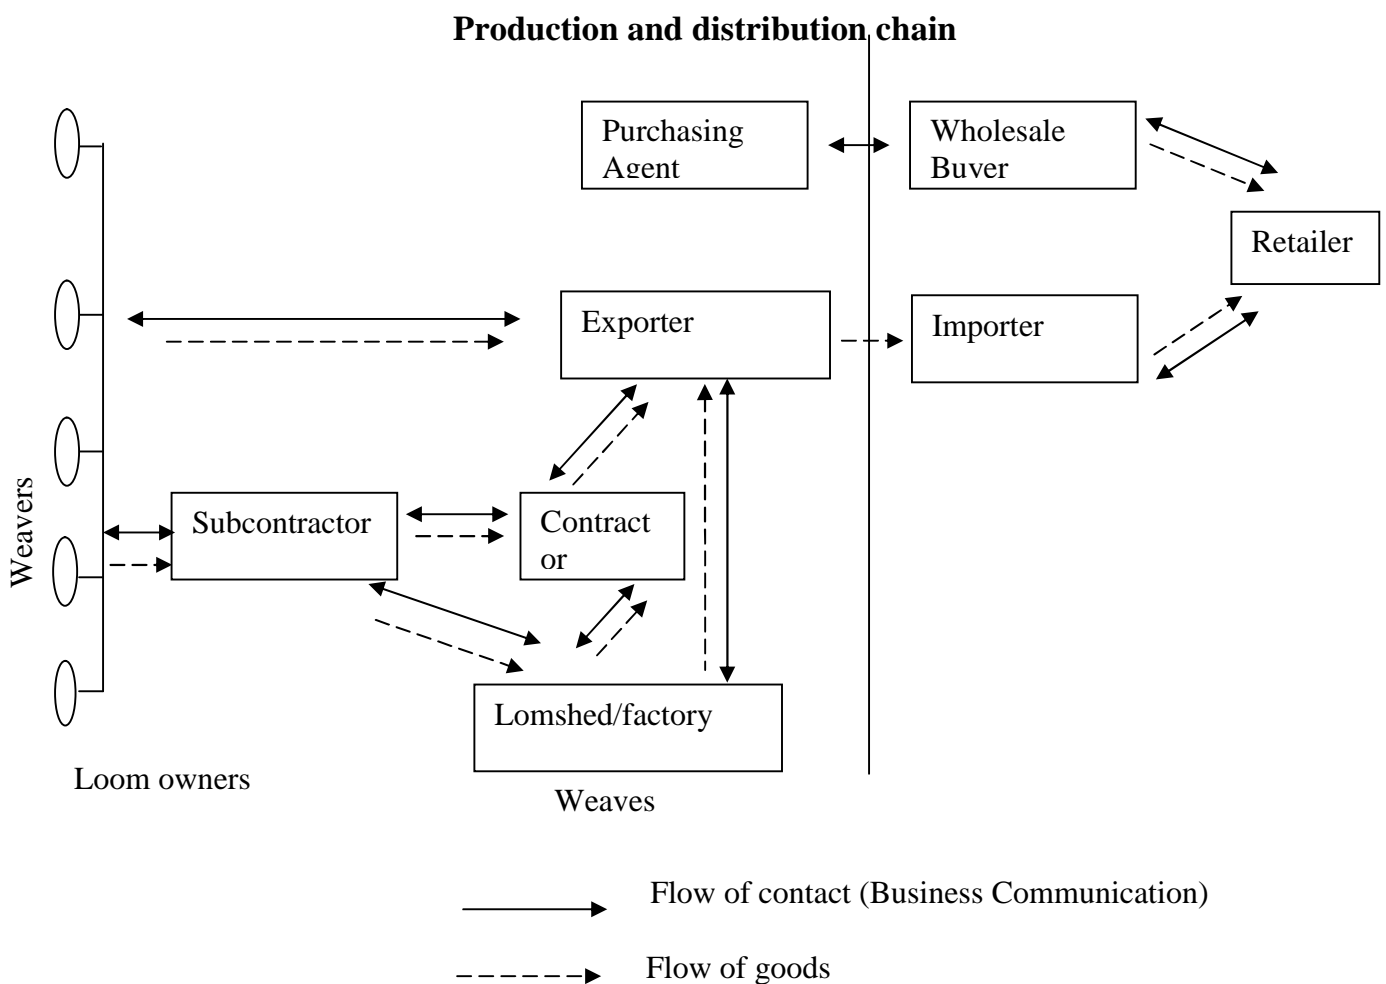 Production and distribution chain
Purchasing
Agent
Wholesale
Buyer
Retailer
Exporter
Importer
Weavers
Subcontractor
Contract
or
Lomshed/factory
Loom owners
Weaves
Flow of contact (Business Communication)
Flow of goods